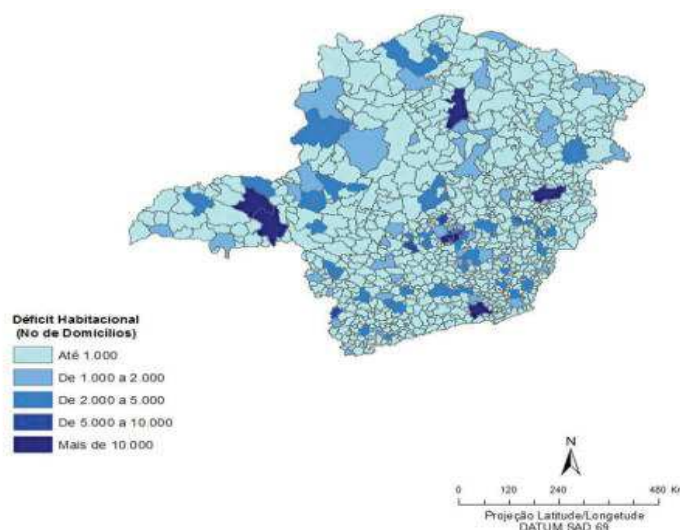 Déficit Habitacional
(No de Domicílios)
Até 1.000
De 1.000 a 2.000
De 2.000 a 5.000
De 5.000 a 10.000
Mais de 10.000
N
0 120 240 480 Km
Projeção Latitude/Longetude
DATUM SAD 69